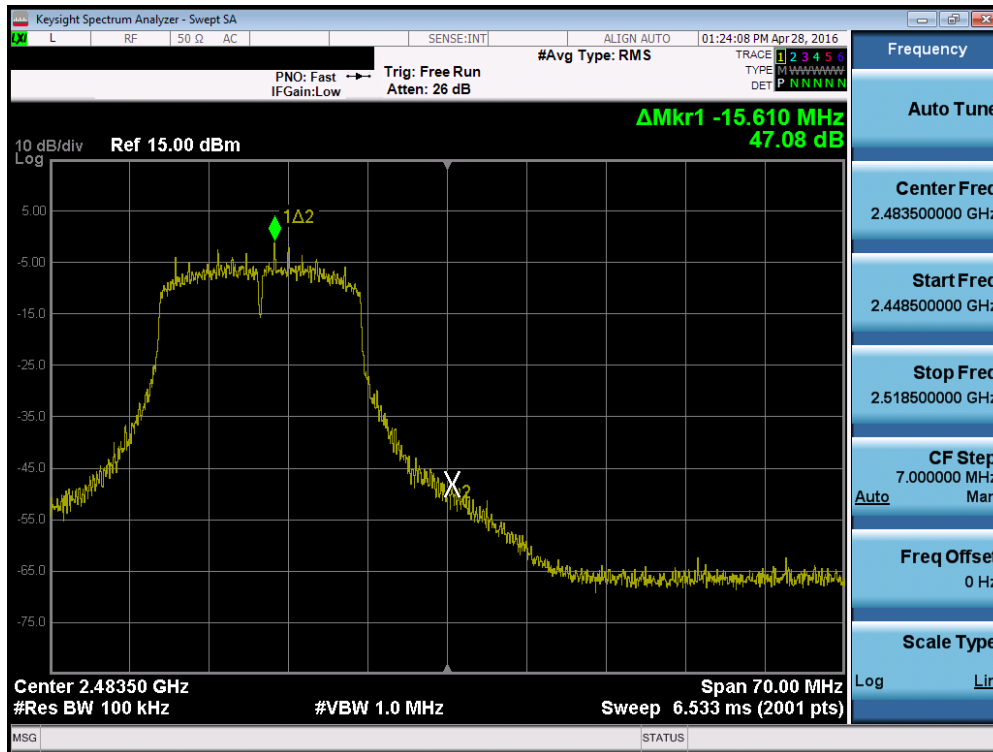 Keysight Spectrum Analyzer - Swept SA
LXI L RF 50 Ω AC SENSE:INT ALIGN AUTO 01:24:08 PM Apr 28, 2016
#Avg Type: RMS TRACE 1 2 3 4 5 6
TYPE M WWWWW
DET P N N N N N
PNO: Fast Trig: Free Run
IFGain:Low Atten: 26 dB
ΔMkr1 -15.610 MHz
47.08 dB
10 dB/div Ref 15.00 dBm
Log
1Δ2
5.00
-5.00
-15.0
-25.0
-35.0
-45.0
X2
-55.0
-65.0
-75.0
Center 2.48350 GHz Span 70.00 MHz
#Res BW 100 kHz #VBW 1.0 MHz Sweep 6.533 ms (2001 pts)
MSG STATUS
Frequency
Auto Tune
Center Freq
2.483500000 GHz
Start Freq
2.448500000 GHz
Stop Freq
2.518500000 GHz
CF Step
7.000000 MHz
Auto Man
Freq Offset
0 Hz
Scale Type
Log Lin